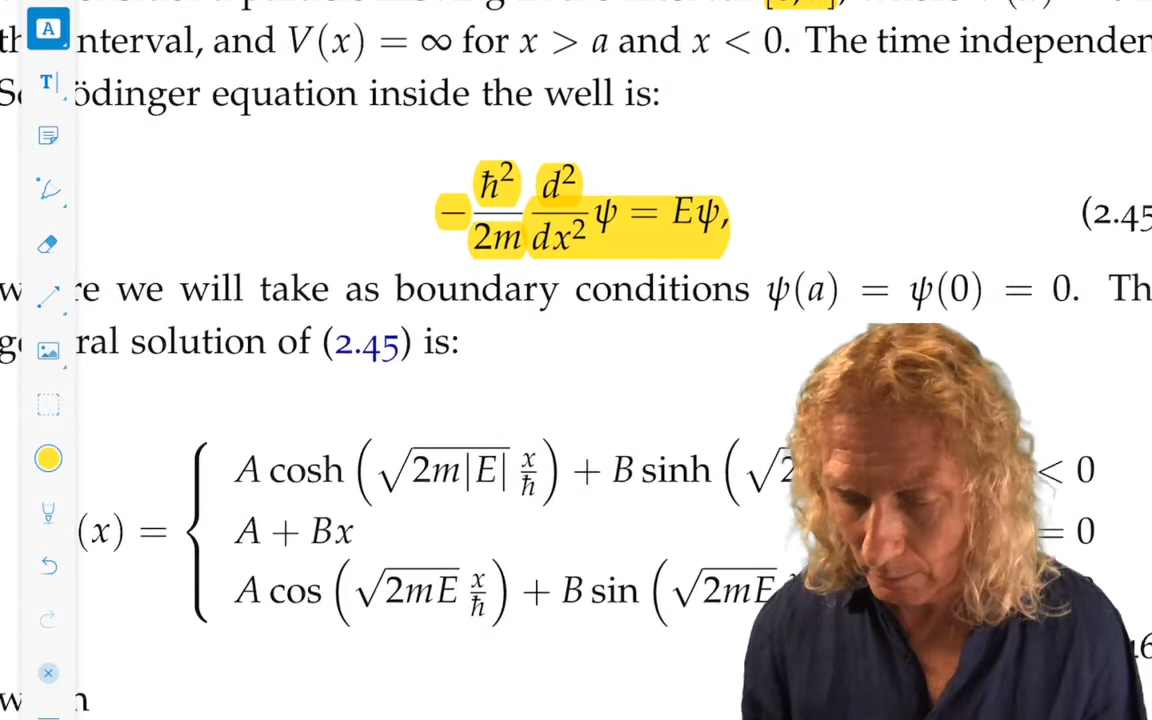 nterval, and V(x) = ∞ for x > a and x < 0. The time independen
ödinger equation inside the well is:
−ħ²/2m d²/dx² ψ = Eψ, (2.45
re we will take as boundary conditions ψ(a) = ψ(0) = 0. Th
ral solution of (2.45) is:
A cosh (√2m|E| x/ħ) + B sinh (√2 < 0
(x) = { A + Bx = 0
A cos (√2mE x/ħ) + B sin (√2mE